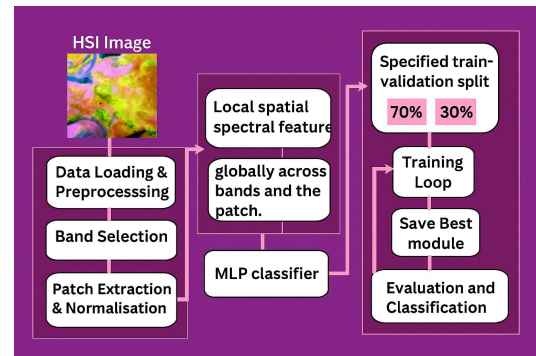 HSI Image
Data Loading &
Preprocesssing
Band Selection
Patch Extraction
& Normalisation
Local spatial
spectral feature
globally across
bands and the
patch.
MLP classifier
Specified train-
validation split
70% 30%
Training
Loop
Save Best
module
Evaluation and
Classification